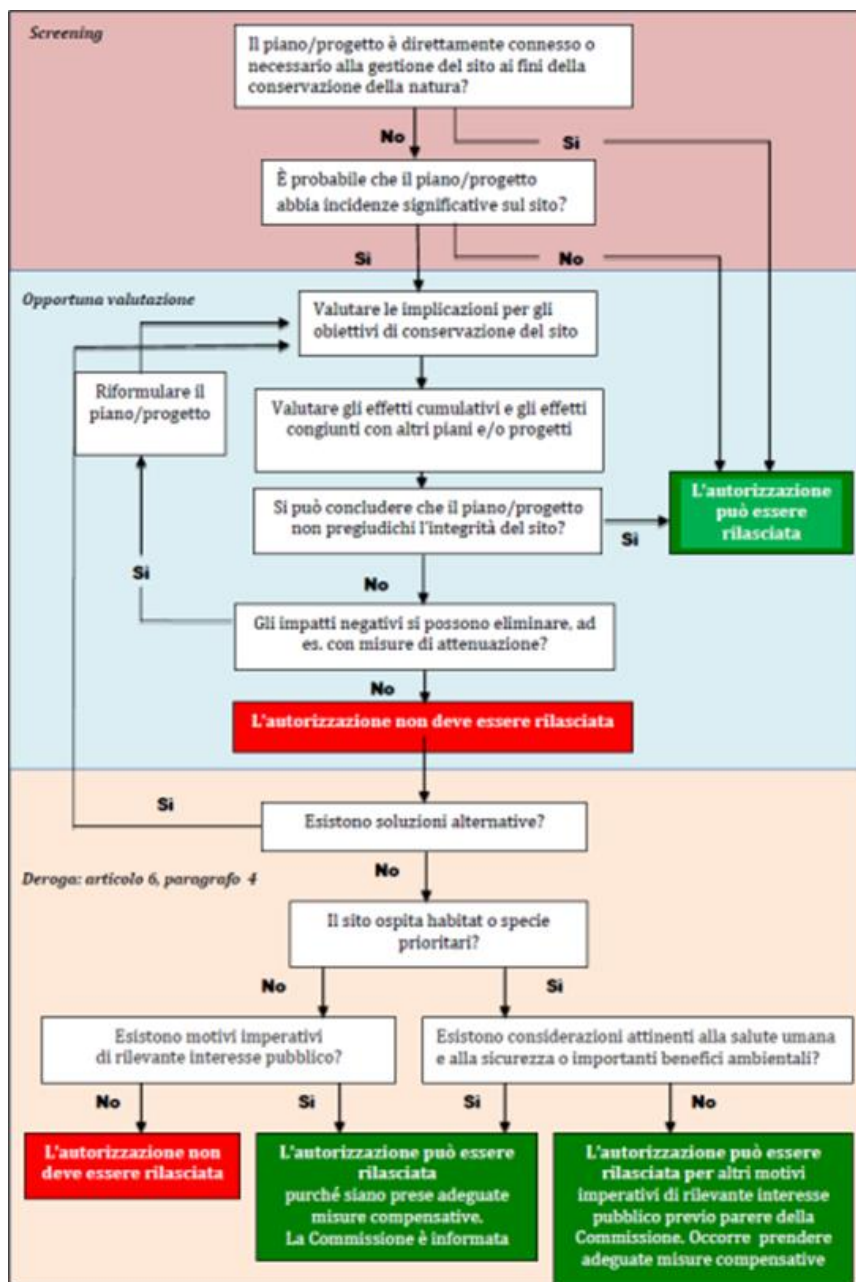 Screening
Il piano/progetto è direttamente connesso o
necessario alla gestione del sito ai fini della
conservazione della natura?
No
Si
È probabile che il piano/progetto
abbia incidenze significative sul sito?
Si
No
Opportuna valutazione
Valutare le implicazioni per gli
obiettivi di conservazione del sito
Riformulare il
piano/progetto
Valutare gli effetti cumulativi e gli effetti
congiunti con altri piani e/o progetti
Si può concludere che il piano/progetto
non pregiudichi l'integrità del sito?
Si
L'autorizzazione
può essere
rilasciata
Si
No
Gli impatti negativi si possono eliminare, ad
es. con misure di attenuazione?
No
L'autorizzazione non deve essere rilasciata
Si
Esistono soluzioni alternative?
No
Deroga: articolo 6, paragrafo 4
Il sito ospita habitat o specie
prioritari?
No
Si
Esistono motivi imperativi
di rilevante interesse pubblico?
Esistono considerazioni attinenti alla salute umana
e alla sicurezza o importanti benefici ambientali?
No
Si
Si
No
L'autorizzazione non
deve essere rilasciata
L'autorizzazione può essere
rilasciata
purché siano prese adeguate
misure compensative.
La Commissione è informata
L'autorizzazione può essere
rilasciata per altri motivi
imperativi di rilevante interesse
pubblico previo parere della
Commissione. Occorre prendere
adeguate misure compensative